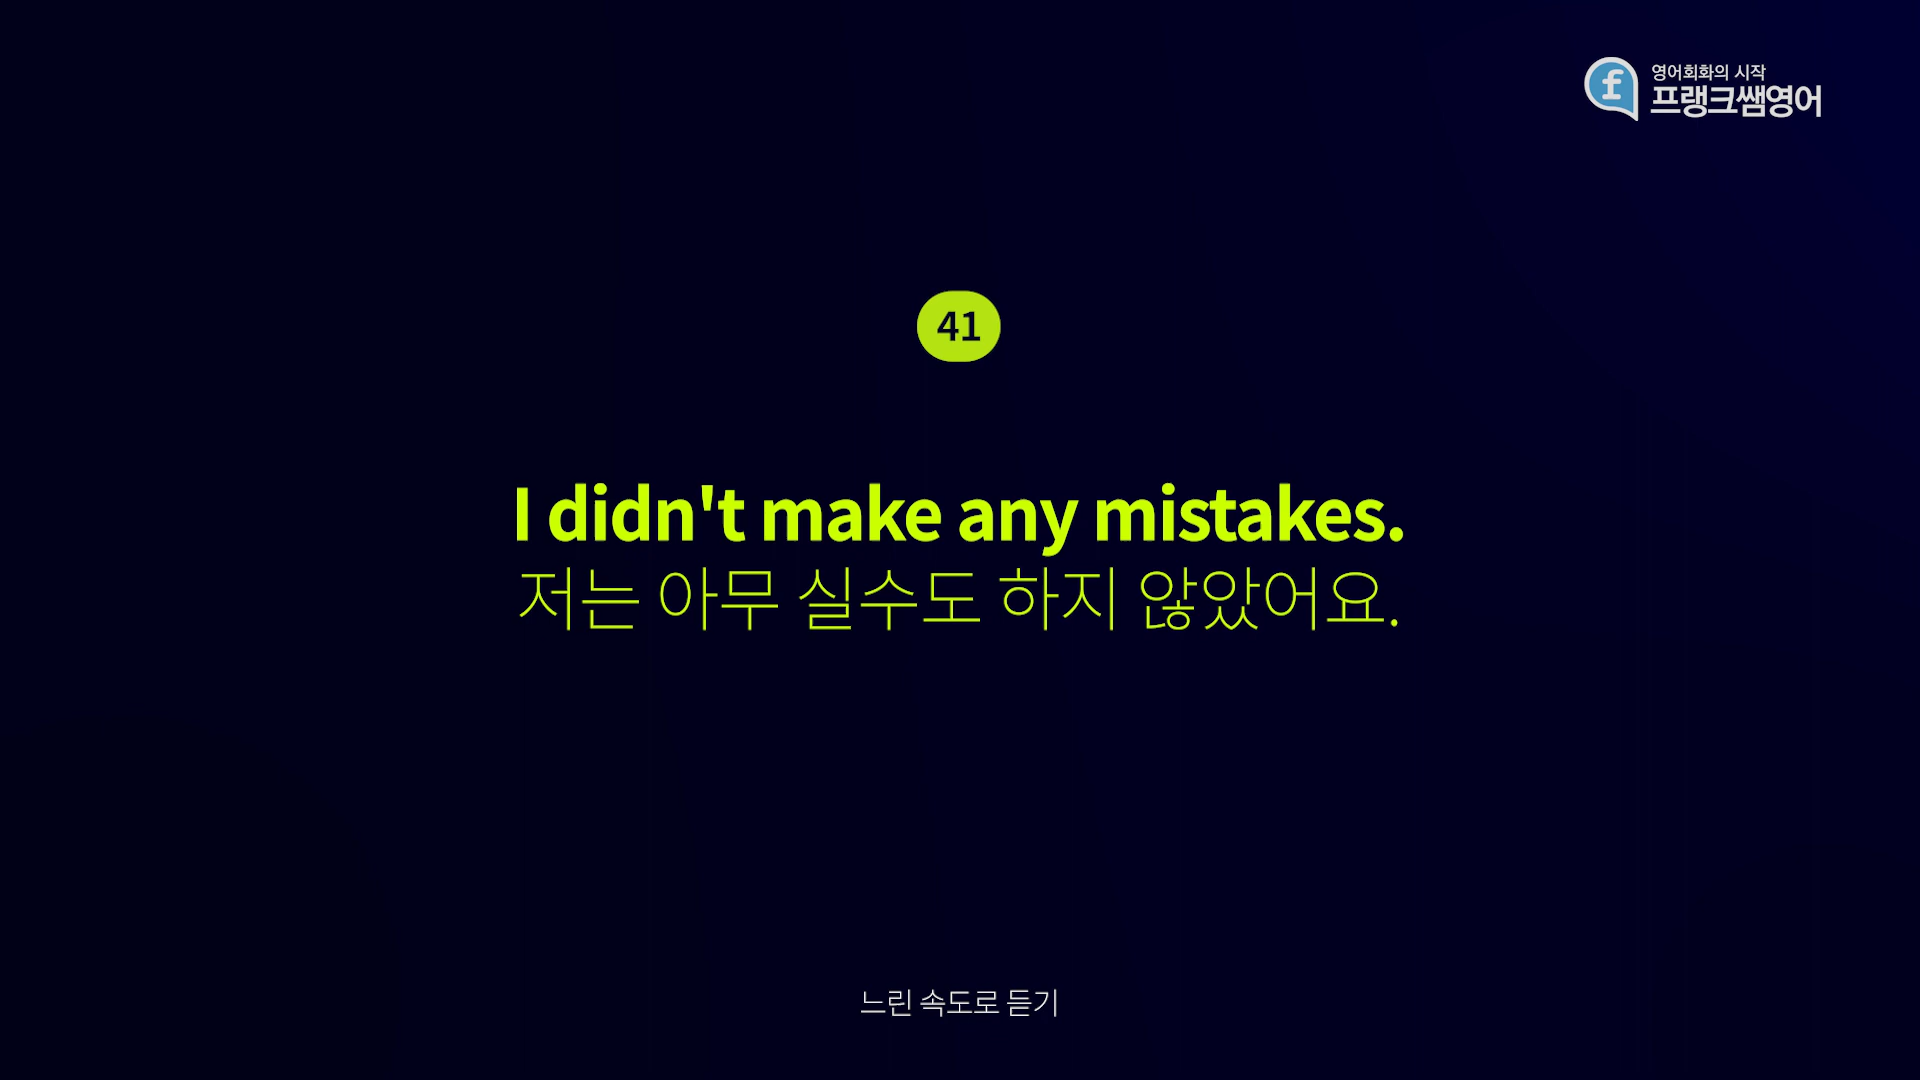 영어회화의 시작
프랭크쌤영어
41
I didn't make any mistakes.
저는 아무 실수도 하지 않았어요.
느린 속도로 듣기